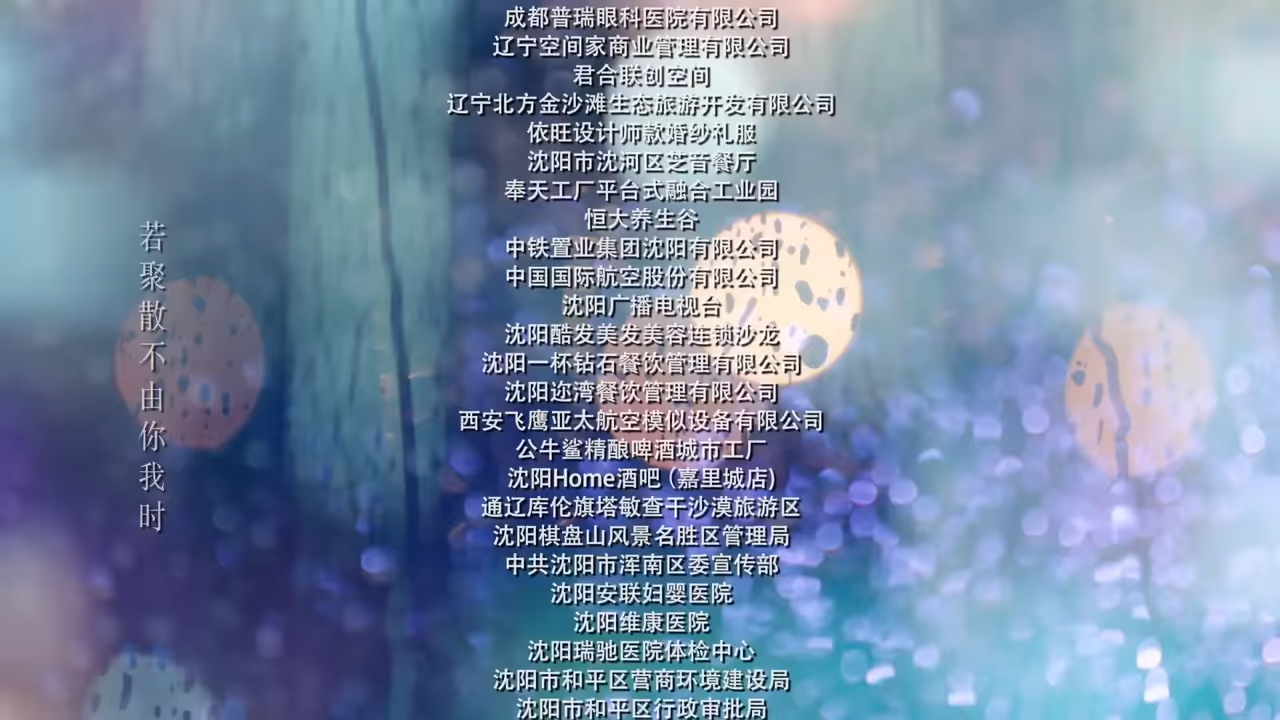 成都普瑞眼科医院有限公司
辽宁空间家商业管理有限公司
君合联创空间
辽宁北方金沙滩生态旅游开发有限公司
依旺设计师款婚纱礼服
沈阳市沈河区芝音餐厅
奉天工厂平台式融合工业园
恒大养生谷
中铁置业集团沈阳有限公司
中国国际航空股份有限公司
沈阳广播电视台
沈阳酷发美发美容连锁沙龙
沈阳一杯钻石餐饮管理有限公司
沈阳迩湾餐饮管理有限公司
西安飞鹰亚太航空模似设备有限公司
公牛鲨精酿啤酒城市工厂
沈阳Home酒吧 (嘉里城店)
通辽库伦旗塔敏查干沙漠旅游区
沈阳棋盘山风景名胜区管理局
中共沈阳市浑南区委宣传部
沈阳安联妇婴医院
沈阳维康医院
沈阳瑞驰医院体检中心
沈阳市和平区营商环境建设局
沈阳市和平区行政审批局
若聚散不由你我时